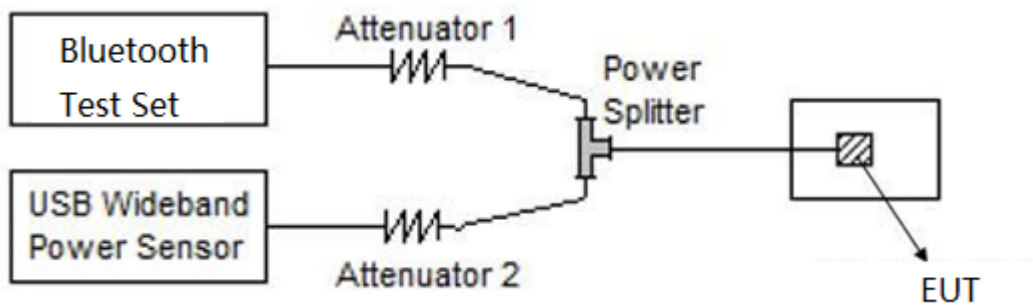 Bluetooth
Test Set
Attenuator 1
Power
Splitter
USB Wideband
Power Sensor
Attenuator 2
EUT